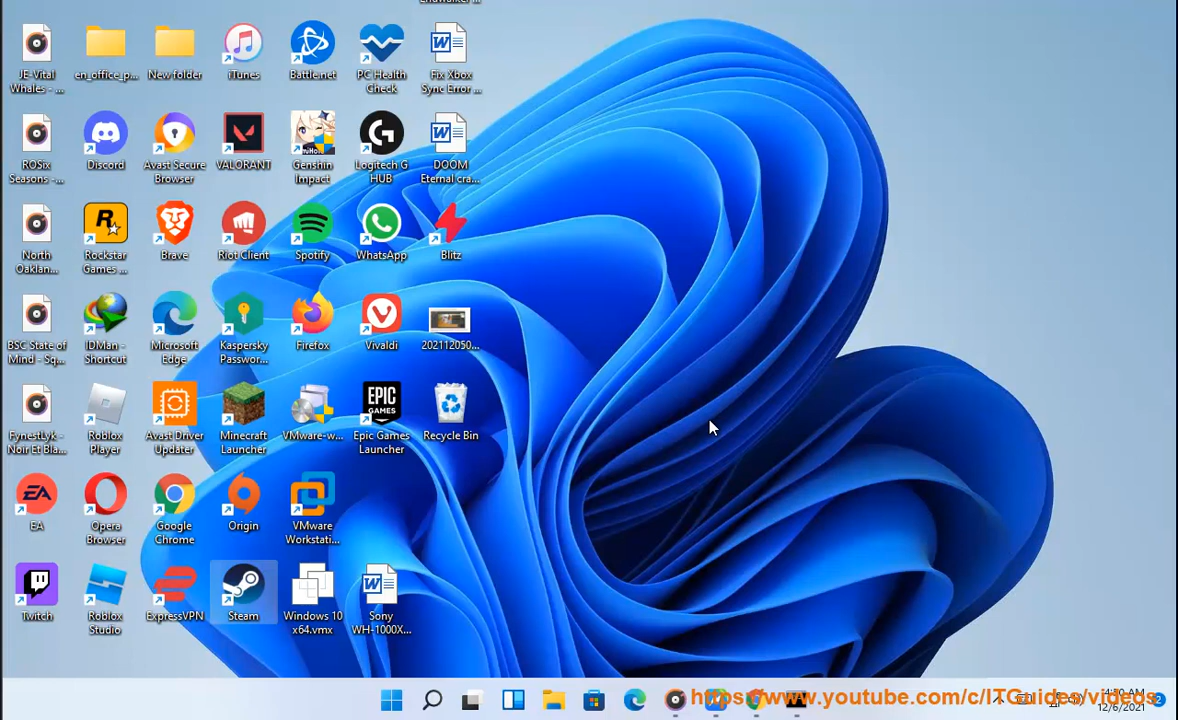 JE-Vital
Whales - ...
en_office_p...
New folder
iTunes
Battle.net
PC Health
Check
Fix Xbox
Sync Error ...
ROSix
Seasons -...
Discord
Avast Secure
Browser
VALORANT
Genshin
Impact
Logitech G
HUB
DOOM
Eternal cra...
North
Oaklan...
Rockstar
Games ...
Brave
Riot Client
Spotify
WhatsApp
Blitz
BSC State of
Mind - Sq...
IDMan -
Shortcut
Microsoft
Edge
Kaspersky
Passwor...
Firefox
Vivaldi
202112050...
FynestLyk -
Noir Et Bla...
Roblox
Player
Avast Driver
Updater
Minecraft
Launcher
VMware-w...
EPIC
GAMES
Epic Games
Launcher
Recycle Bin
EA
Opera
Browser
Google
Chrome
Origin
VMware
Workstati...
Twitch
Roblox
Studio
ExpressVPN
Steam
Windows 10
x64.vmx
Sony
WH-1000X...
https://www.youtube.com/c/ITGuides/videos
12/6/2021
2